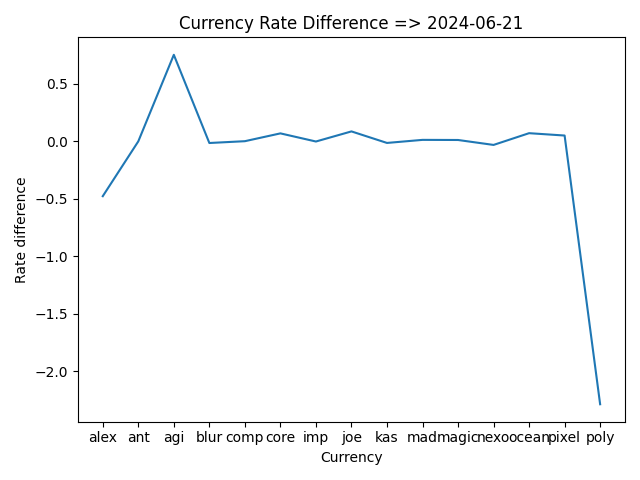 Currency Rate Difference => 2024-06-21
Rate difference
0.5
0.0
−0.5
−1.0
−1.5
−2.0
alex ant agi blur comp core imp joe kas mad magic nexo ocean pixel poly
Currency